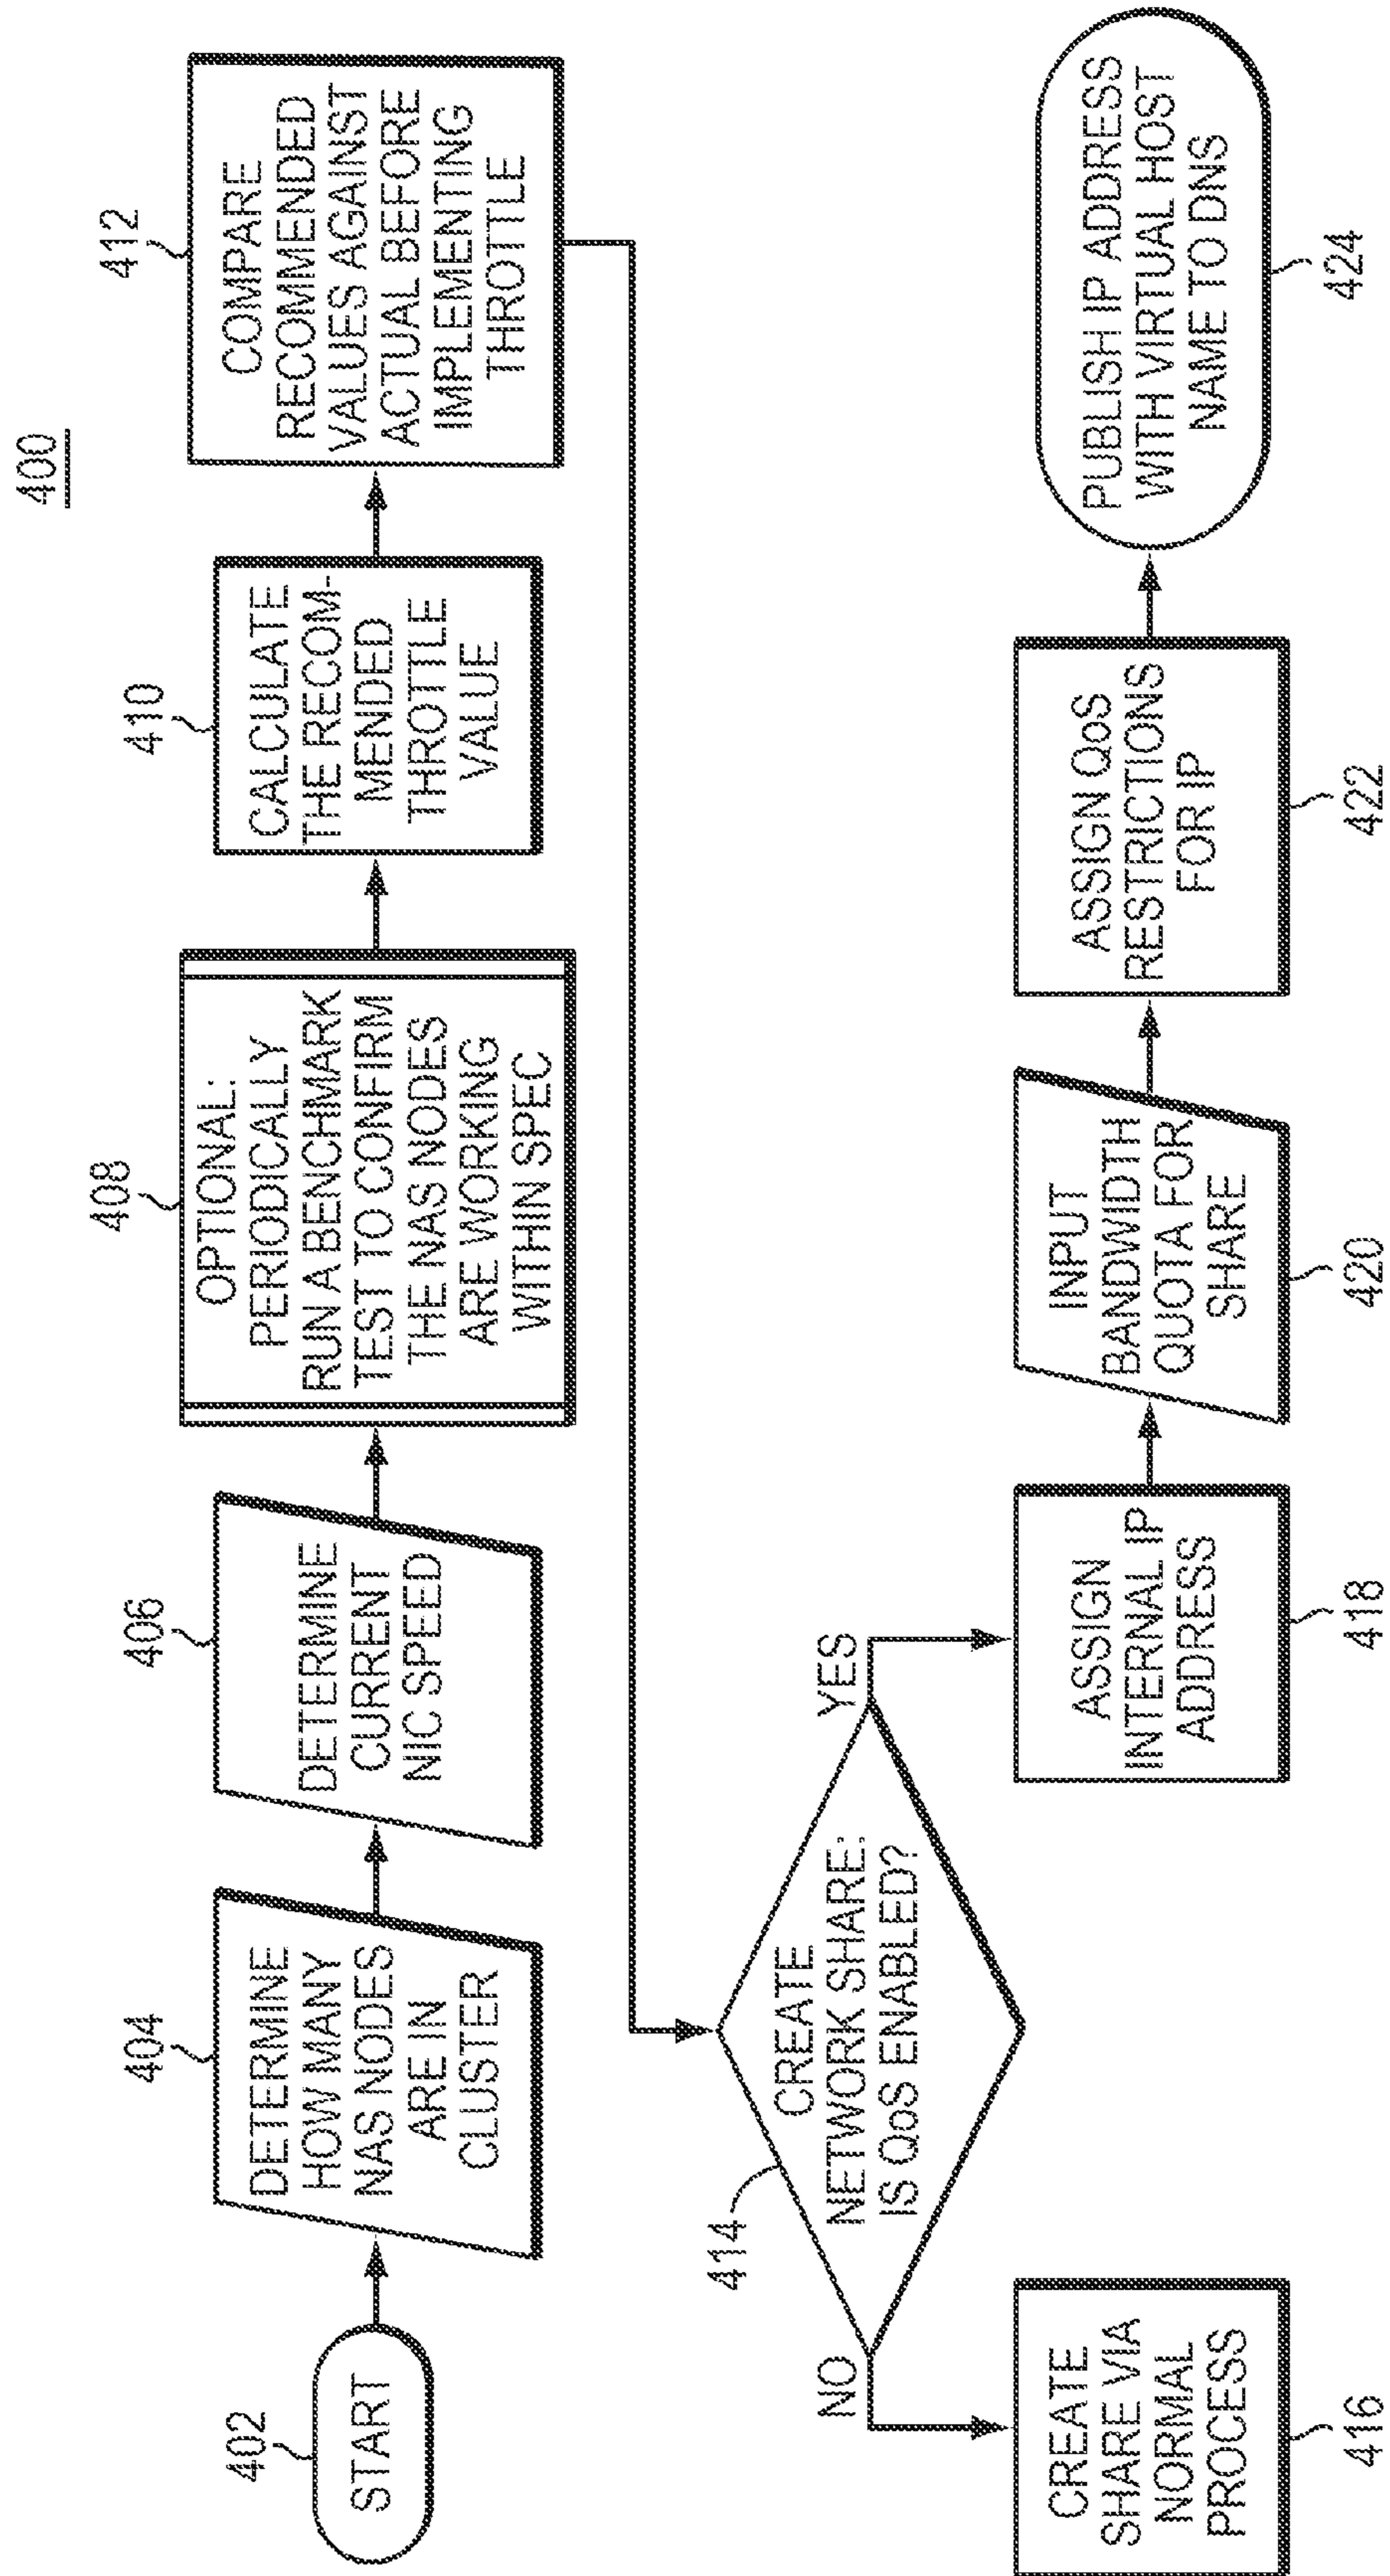 400
402
START
404
DETERMINE
HOW MANY
NAS NODES
ARE IN
CLUSTER
406
DETERMINE
CURRENT
NIC SPEED
408
OPTIONAL:
PERIODICALLY
RUN A BENCHMARK
TEST TO CONFIRM
THE NAS NODES
ARE WORKING
WITHIN SPEC
410
CALCULATE
THE RECOM-
MENDED
THROTTLE
VALUE
412
COMPARE
RECOMMENDED
VALUES AGAINST
ACTUAL BEFORE
IMPLEMENTING
THROTTLE
414
CREATE
NETWORK SHARE:
IS QoS ENABLED?
NO
YES
CREATE
SHARE VIA
NORMAL
PROCESS
416
ASSIGN
INTERNAL IP
ADDRESS
418
INPUT
BANDWIDTH
QUOTA FOR
SHARE
420
ASSIGN QoS
RESTRICTIONS
FOR IP
422
PUBLISH IP ADDRESS
WITH VIRTUAL HOST
NAME TO DNS
424